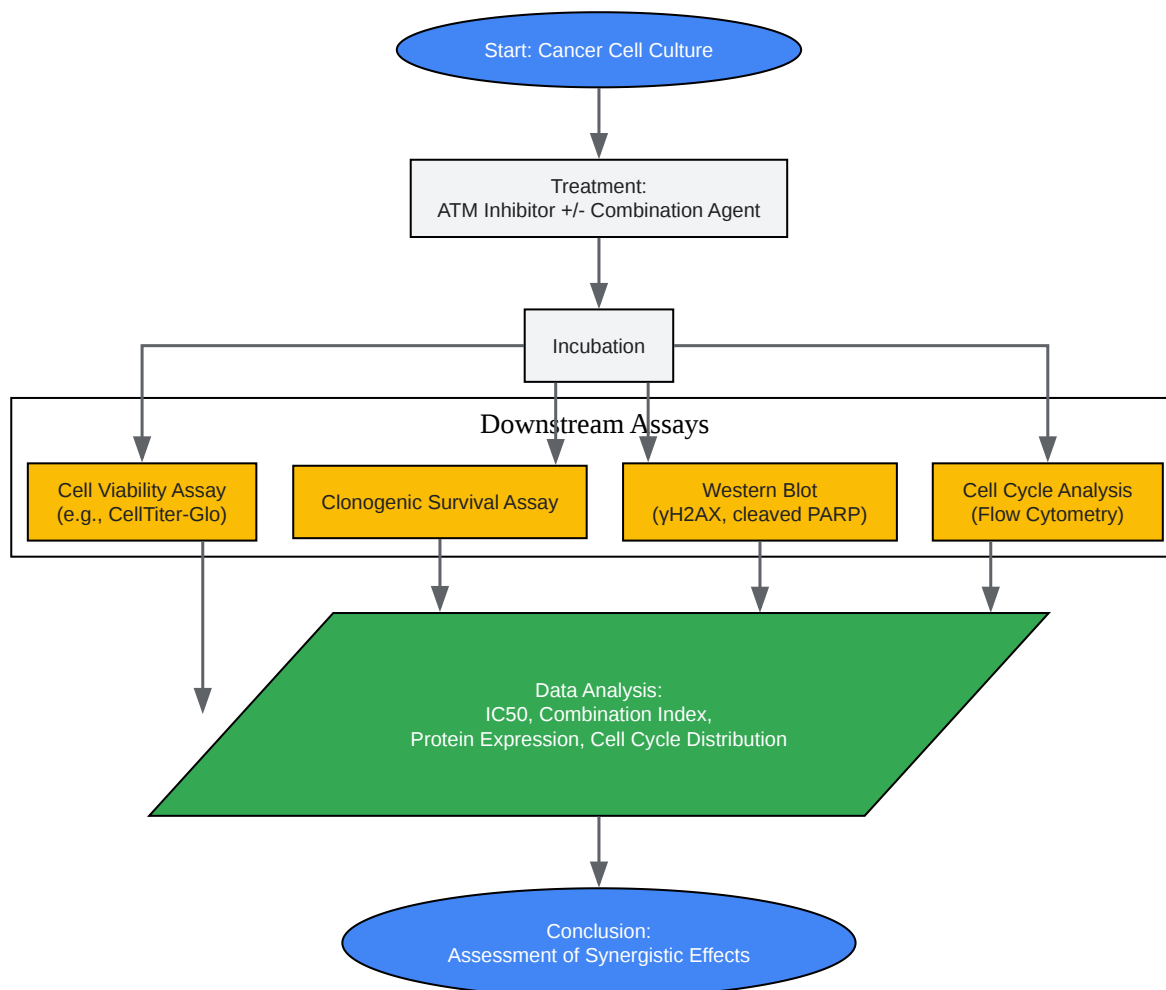 Start: Cancer Cell Culture
Treatment:
ATM Inhibitor +/- Combination Agent
Incubation
Downstream Assays
Cell Viability Assay
(e.g., CellTiter-Glo)
Clonogenic Survival Assay
Western Blot
(γH2AX, cleaved PARP)
Cell Cycle Analysis
(Flow Cytometry)
Data Analysis:
IC50, Combination Index,
Protein Expression, Cell Cycle Distribution
Conclusion:
Assessment of Synergistic Effects